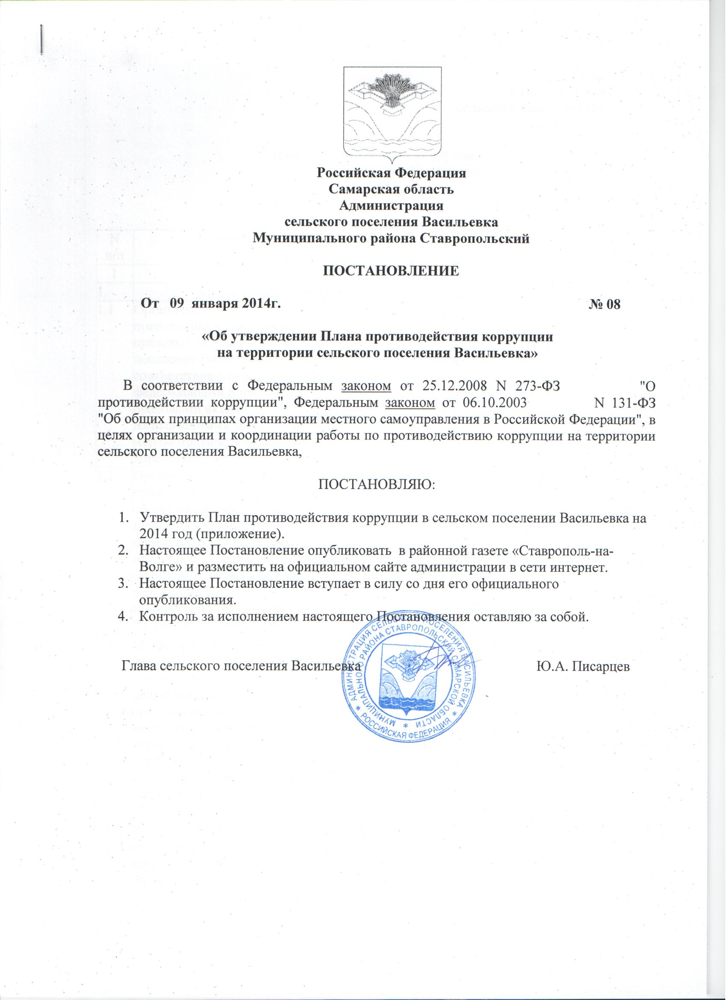 Российская Федерация
Самарская область
Администрация
сельского поселения Васильевка
Муниципального района Ставропольский
ПОСТАНОВЛЕНИЕ
От 09 января 2014г. № 08
«Об утверждении Плана противодействия коррупции
на территории сельского поселения Васильевка»
В соответствии с Федеральным законом от 25.12.2008 N 273-ФЗ "О
противодействии коррупции", Федеральным законом от 06.10.2003 N 131-ФЗ
"Об общих принципах организации местного самоуправления в Российской Федерации", в
целях организации и координации работы по противодействию коррупции на территории
сельского поселения Васильевка,
ПОСТАНОВЛЯЮ:
1. Утвердить План противодействия коррупции в сельском поселении Васильевка на
2014 год (приложение).
2. Настоящее Постановление опубликовать в районной газете «Ставрополь-на-
Волге» и разместить на официальном сайте администрации в сети интернет.
3. Настоящее Постановление вступает в силу со дня его официального
опубликования.
4. Контроль за исполнением настоящего Постановления оставляю за собой.
Глава сельского поселения Васильевка Ю.А. Писарцев
АДМИНИСТРАЦИЯ СЕЛЬСКОГО ПОСЕЛЕНИЯ ВАСИЛЬЕВКА * РОССИЙСКАЯ ФЕДЕРАЦИЯ *
МУНИЦИПАЛЬНОГО РАЙОНА СТАВРОПОЛЬСКИЙ САМАРСКОЙ ОБЛАСТИ *